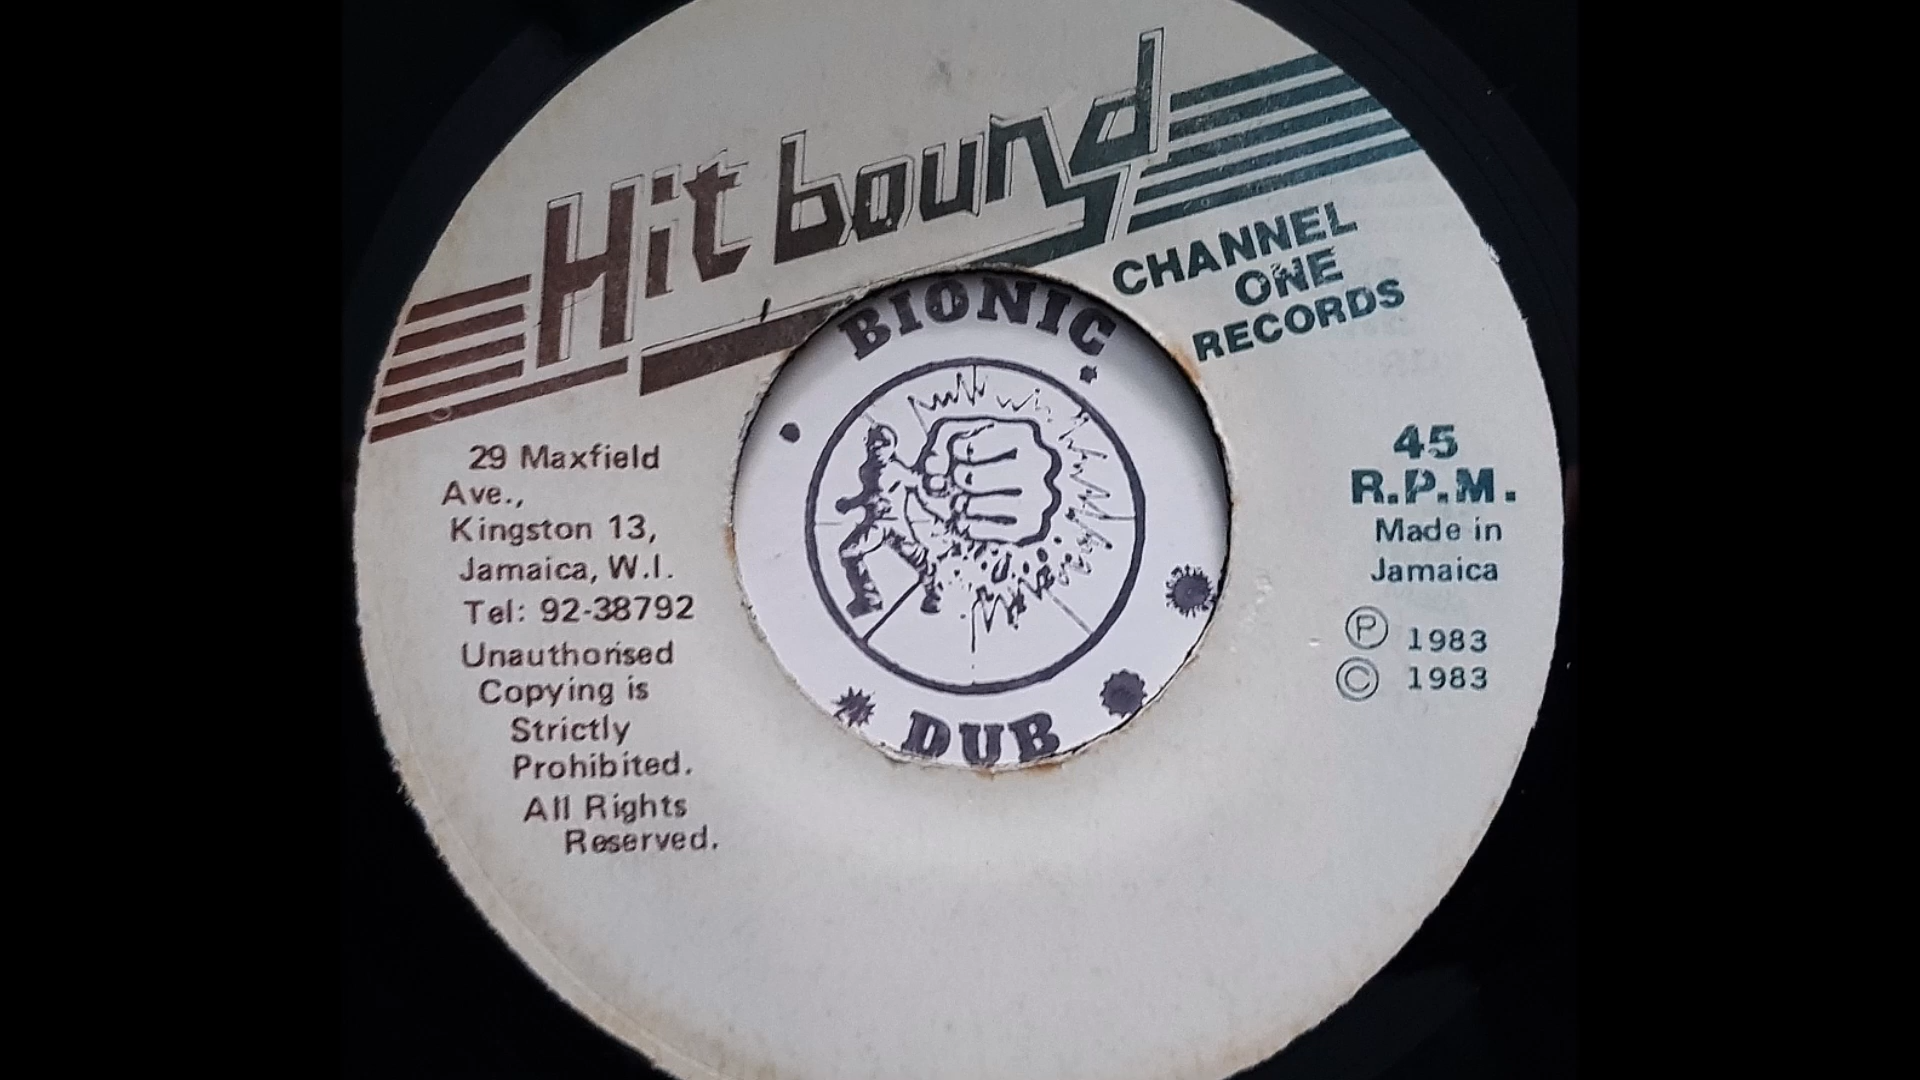 Hit bound
CHANNEL
ONE
RECORDS
BIONIC
DUB
29 Maxfield
Ave.,
Kingston 13,
Jamaica, W.I.
Tel: 92-38792
Unauthorised
Copying is
Strictly
Prohibited.
All Rights
Reserved.
45
R.P.M.
Made in
Jamaica
Ⓟ 1983
© 1983